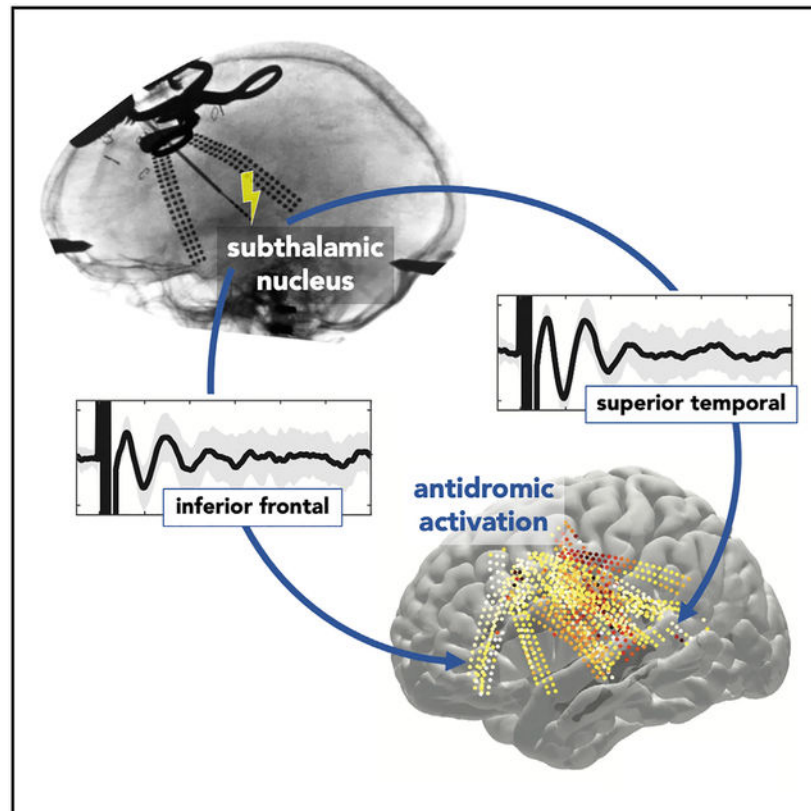 subthalamic
nucleus
superior temporal
inferior frontal
antidromic
activation